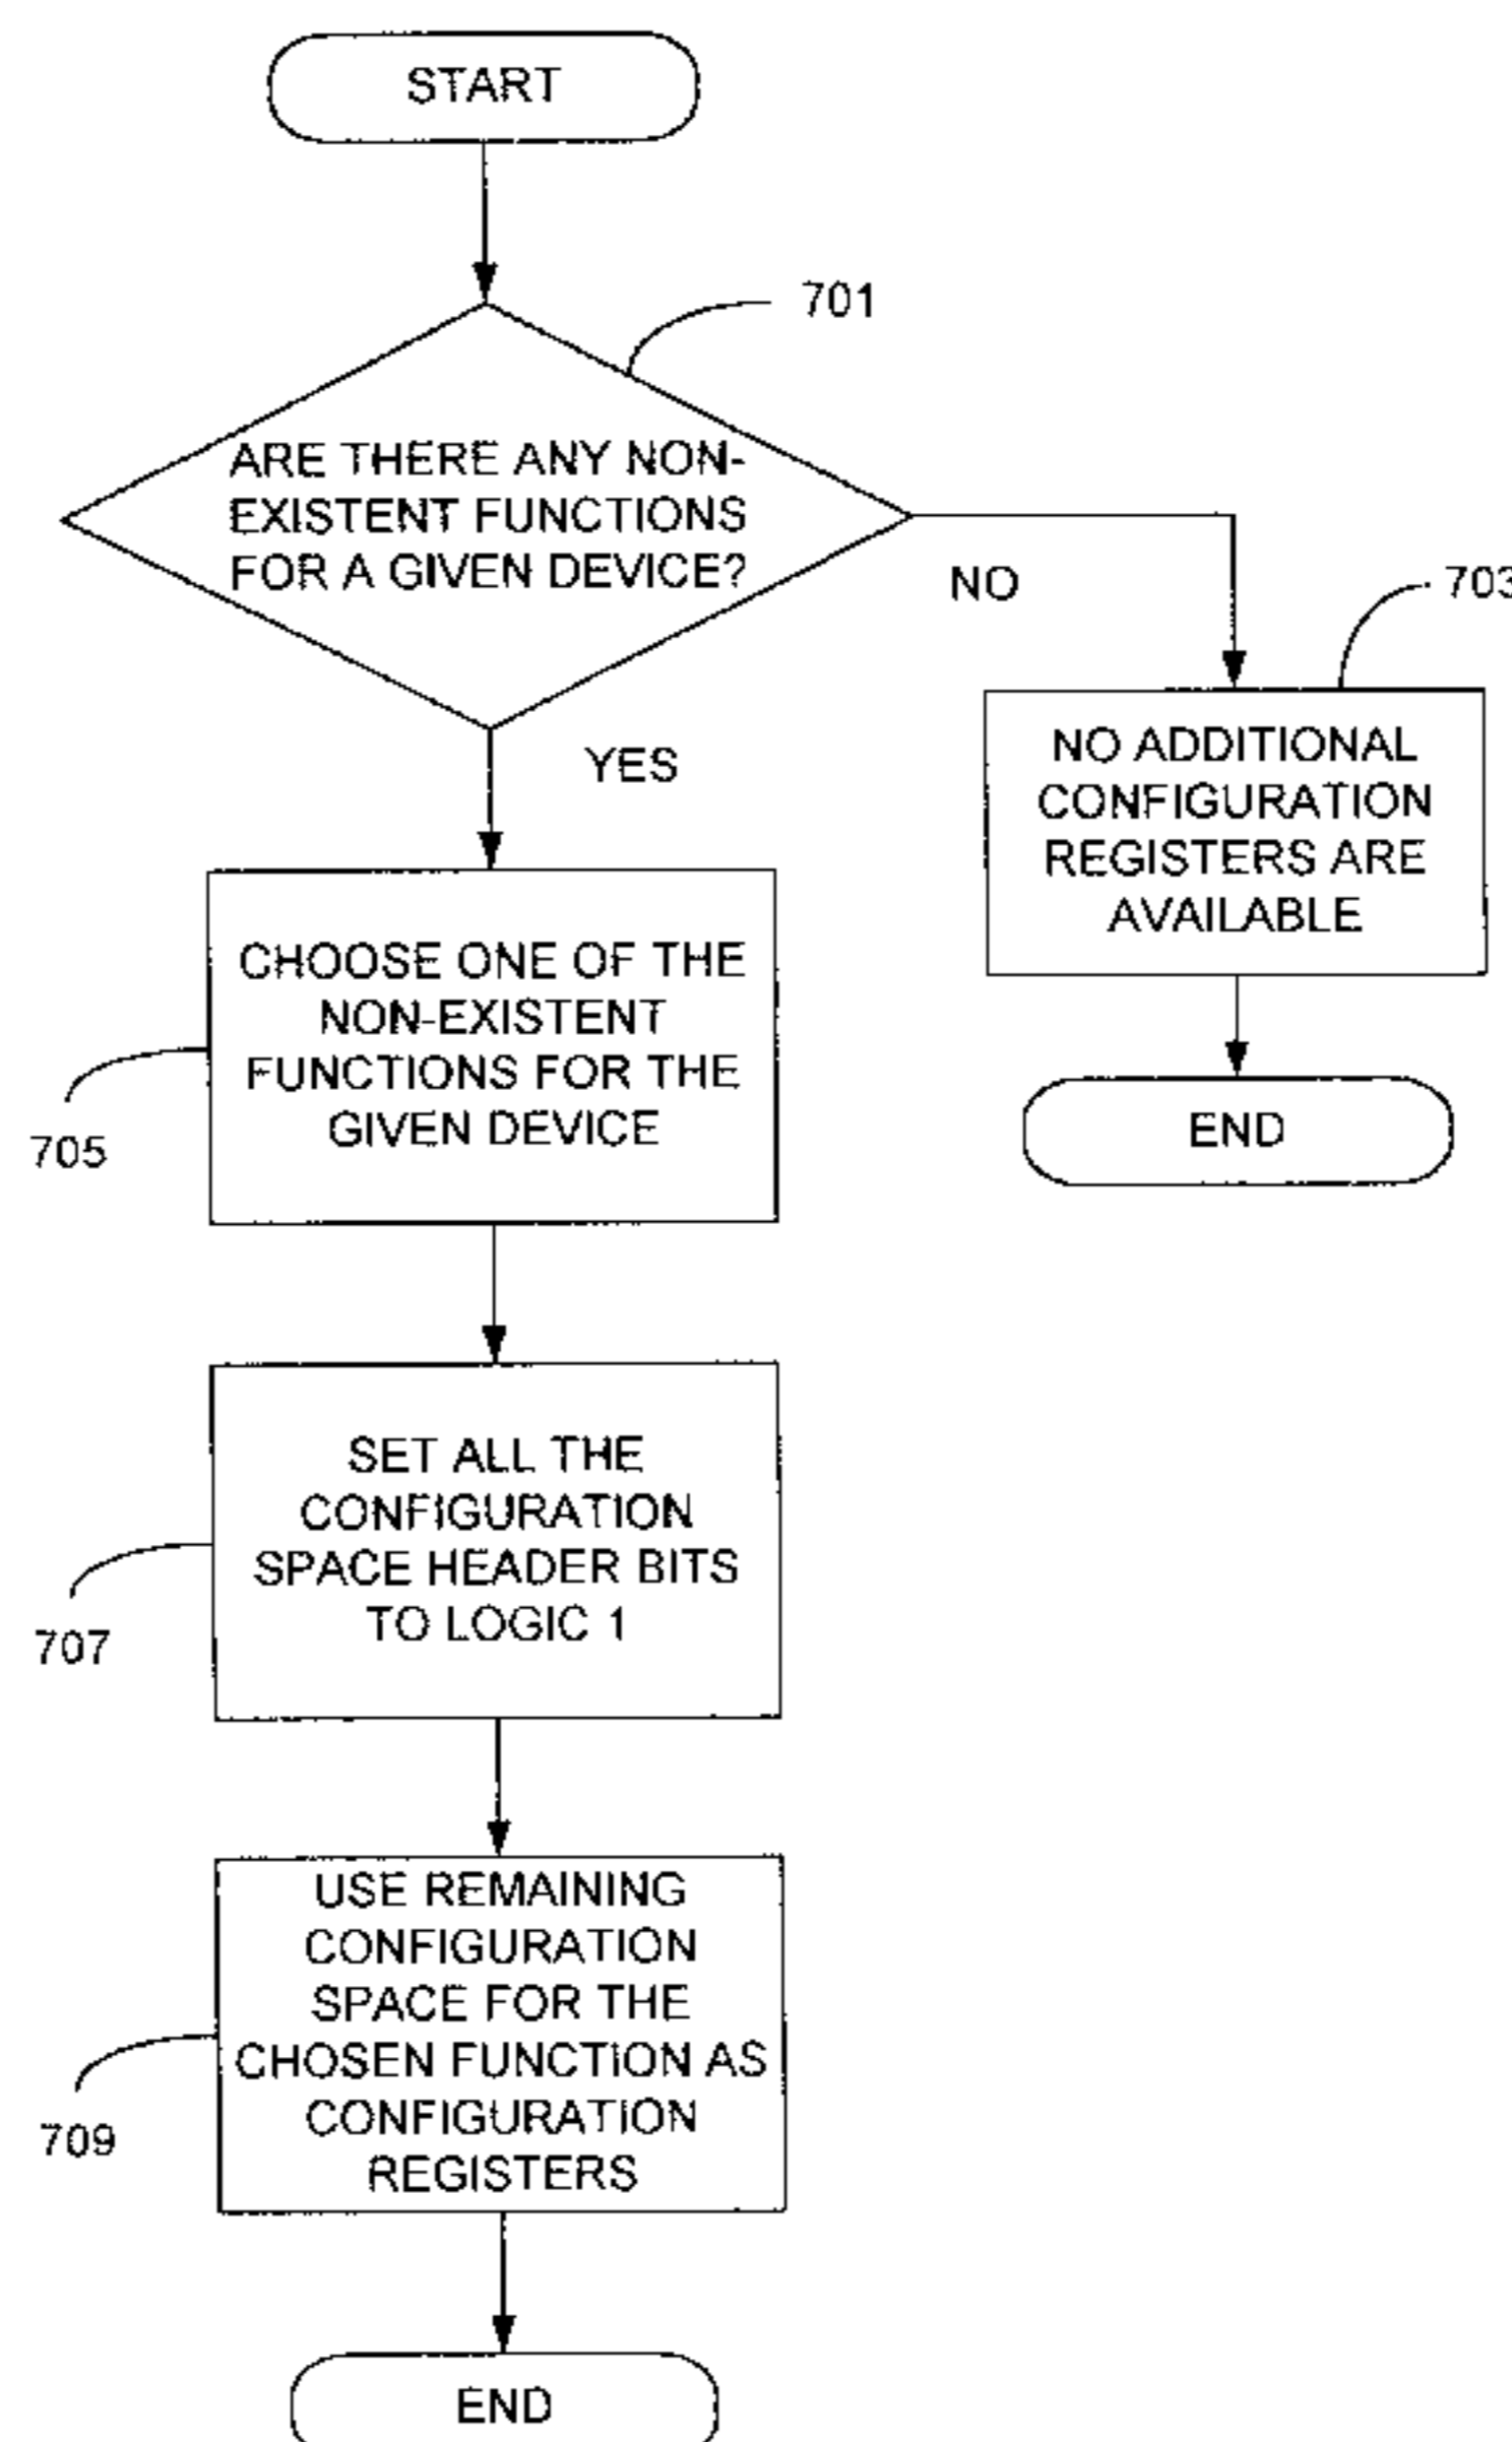 START
701
ARE THERE ANY NON-
EXISTENT FUNCTIONS
FOR A GIVEN DEVICE?
NO
703
YES
NO ADDITIONAL
CONFIGURATION
REGISTERS ARE
AVAILABLE
CHOOSE ONE OF THE
NON-EXISTENT
FUNCTIONS FOR THE
GIVEN DEVICE
705
END
SET ALL THE
CONFIGURATION
SPACE HEADER BITS
TO LOGIC 1
707
USE REMAINING
CONFIGURATION
SPACE FOR THE
CHOSEN FUNCTION AS
CONFIGURATION
REGISTERS
709
END